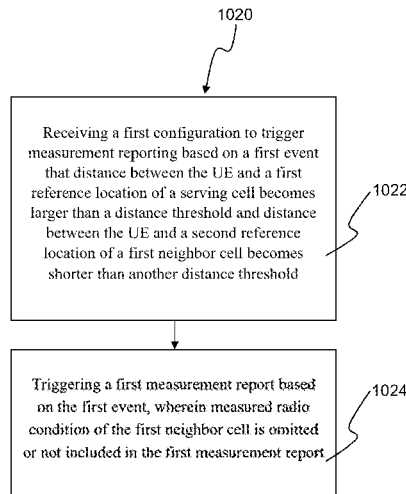 1020
Receiving a first configuration to trigger
measurement reporting based on a first event
that distance between the UE and a first
reference location of a serving cell becomes
larger than a distance threshold and distance
between the UE and a second reference
location of a first neighbor cell becomes
shorter than another distance threshold
1022
Triggering a first measurement report based
on the first event, wherein measured radio
condition of the first neighbor cell is omitted
or not included in the first measurement report
1024